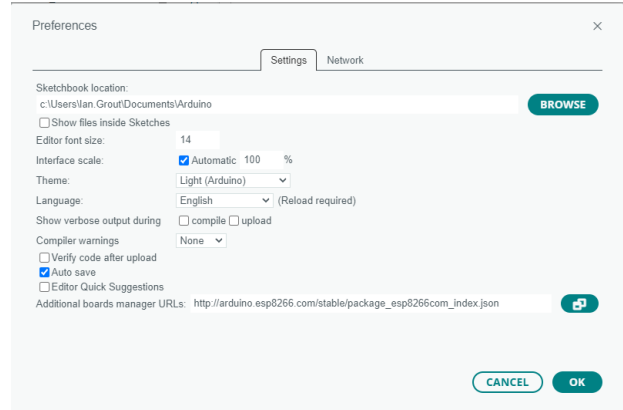 Preferences
Settings Network
Sketchbook location:
c:\Users\Ian.Grout\Documents\Arduino BROWSE
Show files inside Sketches
Editor font size: 14
Interface scale: Automatic 100 %
Theme: Light (Arduino)
Language: English (Reload required)
Show verbose output during compile upload
Compiler warnings None
Verify code after upload
Auto save
Editor Quick Suggestions
Additional boards manager URLs: http://arduino.esp8266.com/stable/package_esp8266com_index.json
CANCEL OK